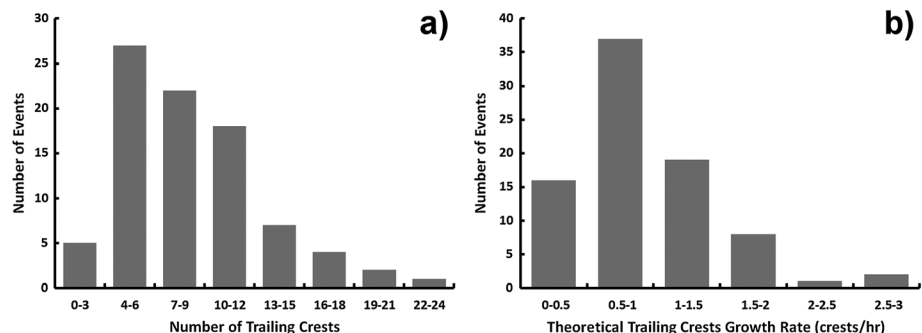 a)
30
25
20
15
10
5
0
Number of Events
0-3 4-6 7-9 10-12 13-15 16-18 19-21 22-24
Number of Trailing Crests
b)
40
35
30
25
20
15
10
5
0
Number of Events
0-0.5 0.5-1 1-1.5 1.5-2 2-2.5 2.5-3
Theoretical Trailing Crests Growth Rate (crests/hr)